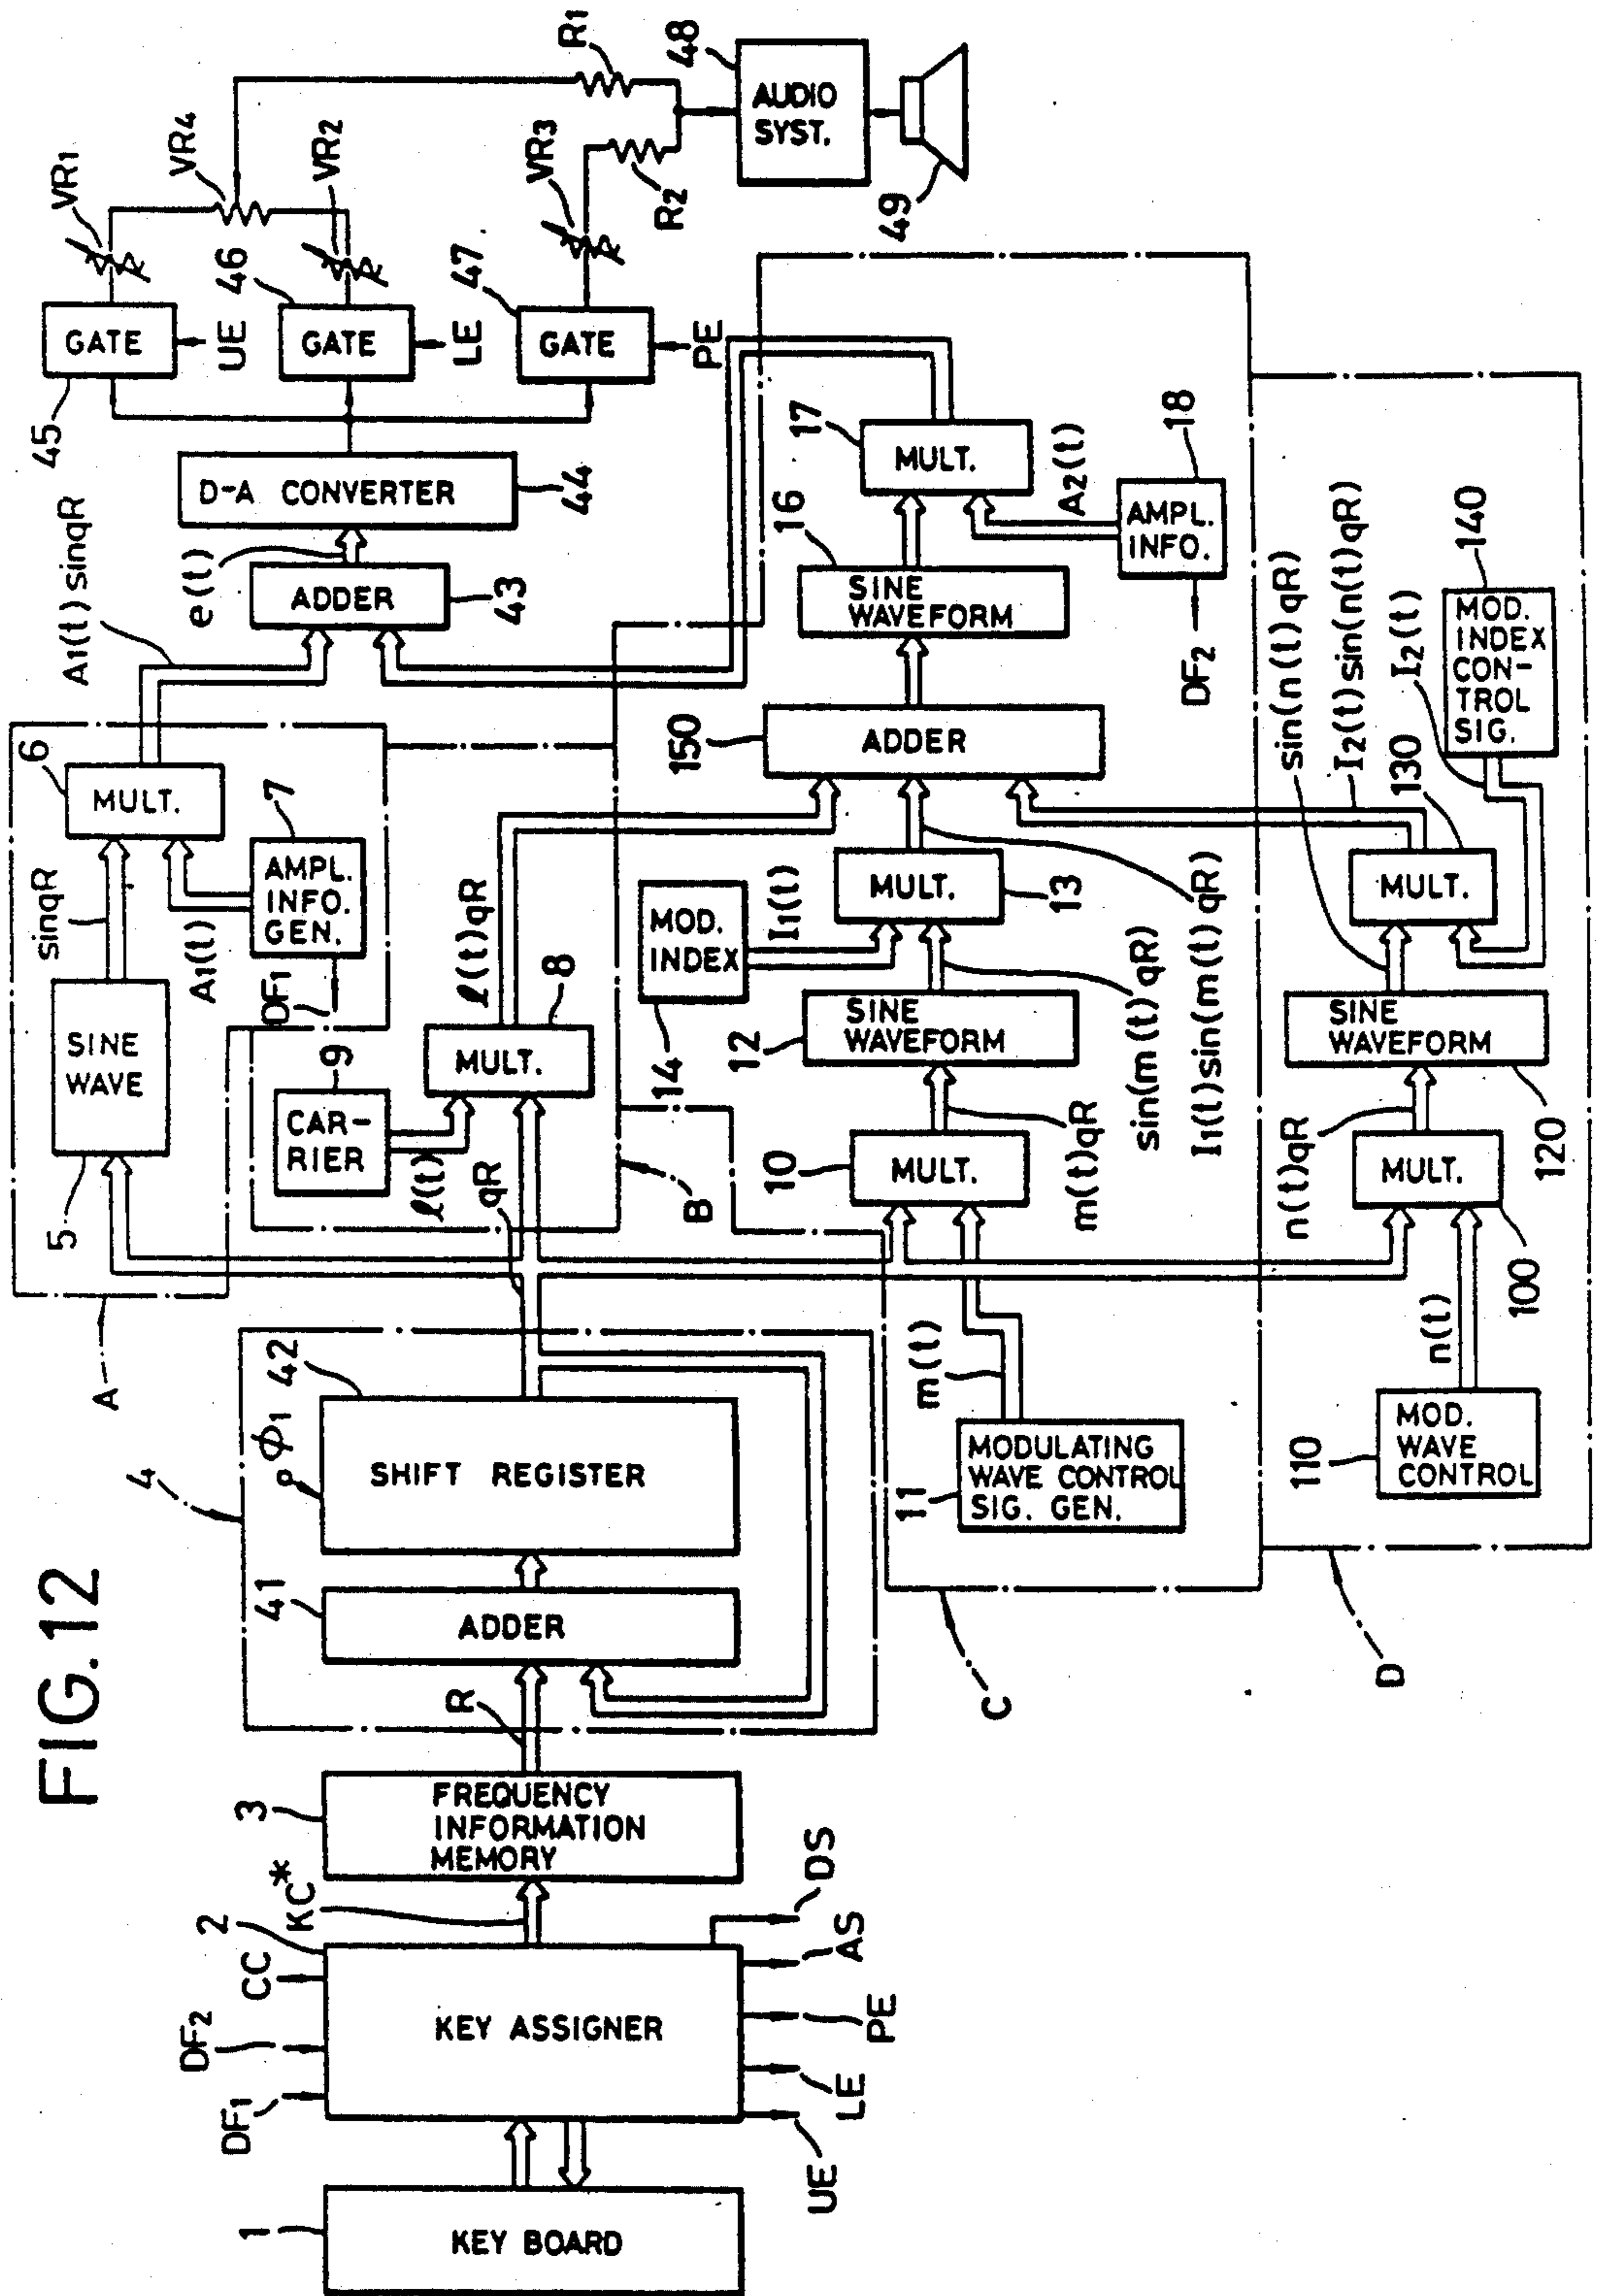 FIG.12
1
KEY BOARD
2
KEY ASSIGNER
DF1
DF2
CC
KC*
UE
LE
PE
AS
DS
3
FREQUENCY
INFORMATION
MEMORY
R
4
41
ADDER
42
ϕ1
SHIFT REGISTER
qR
A
5
SINE
WAVE
sinqR
6
MULT.
A1(t)
7
AMPL.
INFO.
GEN.
DF1
A1(t)sinqR
B
9
CAR-
RIER
ℓ(t)
8
MULT.
ℓ(t)qR
C
11
MODULATING
WAVE CONTROL
SIG. GEN.
m(t)
10
MULT.
m(t)qR
12
SINE
WAVEFORM
sin(m(t)qR)
14
MOD.
INDEX
I1(t)
13
MULT.
I1(t)sin(m(t)qR)
150
ADDER
16
SINE
WAVEFORM
17
MULT.
A2(t)
18
AMPL.
INFO.
DF2
D
110
MOD.
WAVE
CONTROL
n(t)
100
MULT.
n(t)qR
120
SINE
WAVEFORM
sin(n(t)qR)
130
MULT.
I2(t)sin(n(t)qR)
140
MOD.
INDEX
CON-
TROL
SIG.
I2(t)
43
ADDER
e(t)
44
D-A CONVERTER
45
GATE
UE
46
GATE
LE
47
GATE
PE
VR1
VR4
VR2
VR3
R1
R2
48
AUDIO
SYST.
49